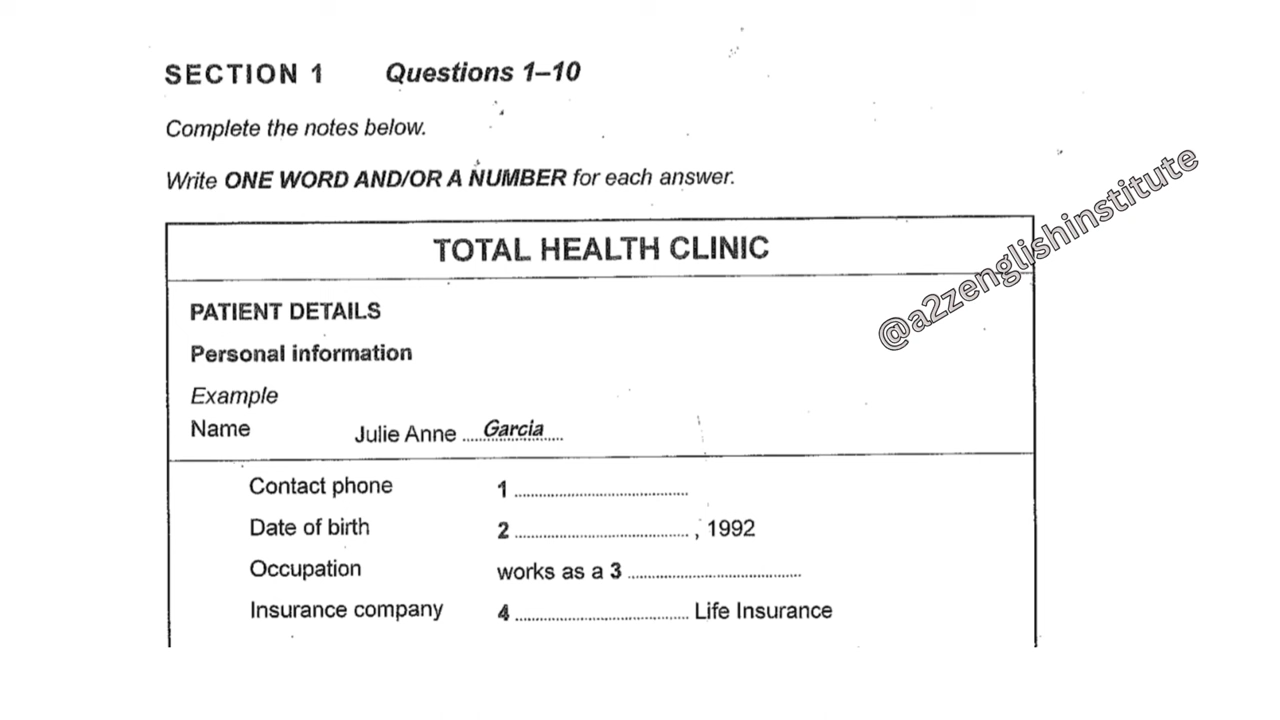 SECTION 1 Questions 1–10
Complete the notes below.
Write ONE WORD AND/OR A NUMBER for each answer.
TOTAL HEALTH CLINIC
PATIENT DETAILS
Personal information
Example
Name Julie Anne ....Garcia....
Contact phone 1 ....................
Date of birth 2 .................... , 1992
Occupation works as a 3 ....................
Insurance company 4 .................... Life Insurance
@a2zenglishinstitute